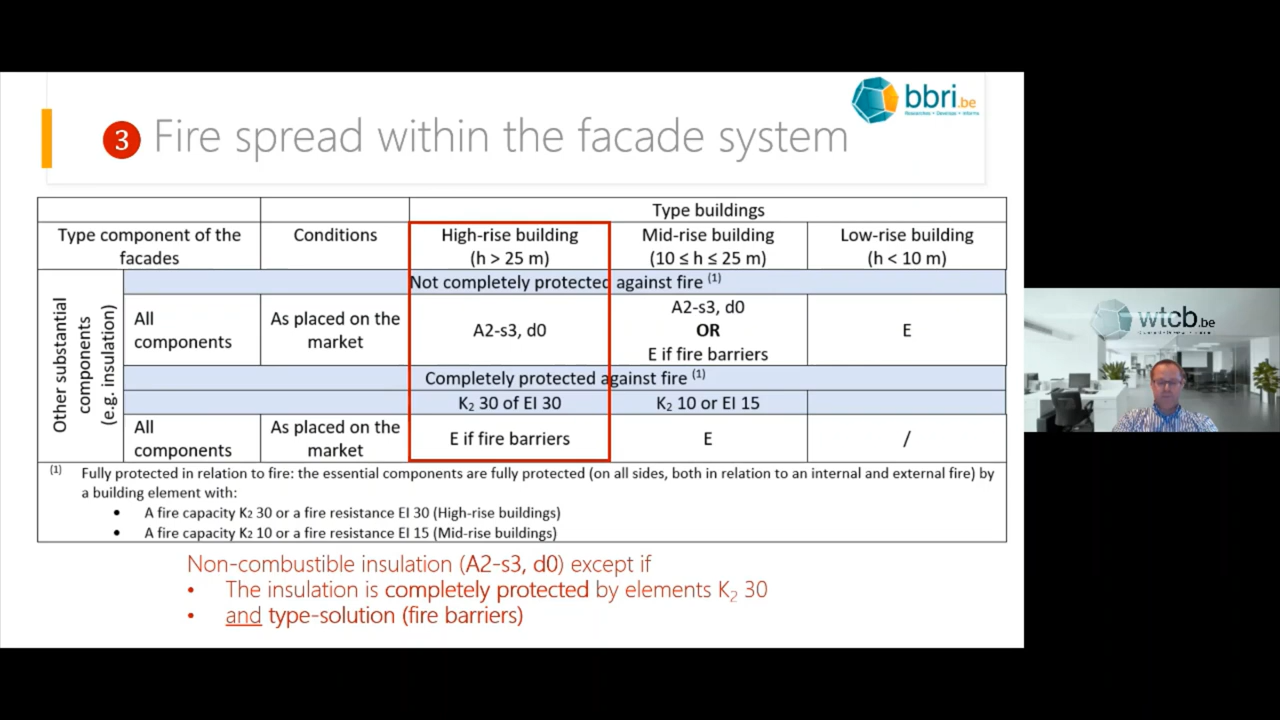 bbri.be
Researches • Develops • Informs
3 Fire spread within the facade system
Type buildings
Type component of the facades
Conditions
High-rise building
(h > 25 m)
Mid-rise building
(10 ≤ h ≤ 25 m)
Low-rise building
(h < 10 m)
Other substantial
components
(e.g. insulation)
Not completely protected against fire (1)
All
components
As placed on the
market
A2-s3, d0
A2-s3, d0
OR
E if fire barriers
E
Completely protected against fire (1)
K2 30 of EI 30
K2 10 or EI 15
All
components
As placed on the
market
E if fire barriers
E
/
(1) Fully protected in relation to fire: the essential components are fully protected (on all sides, both in relation to an internal and external fire) by
a building element with:
• A fire capacity K2 30 or a fire resistance EI 30 (High-rise buildings)
• A fire capacity K2 10 or a fire resistance EI 15 (Mid-rise buildings)
Non-combustible insulation (A2-s3, d0) except if
• The insulation is completely protected by elements K2 30
• and type-solution (fire barriers)
wtcb.be